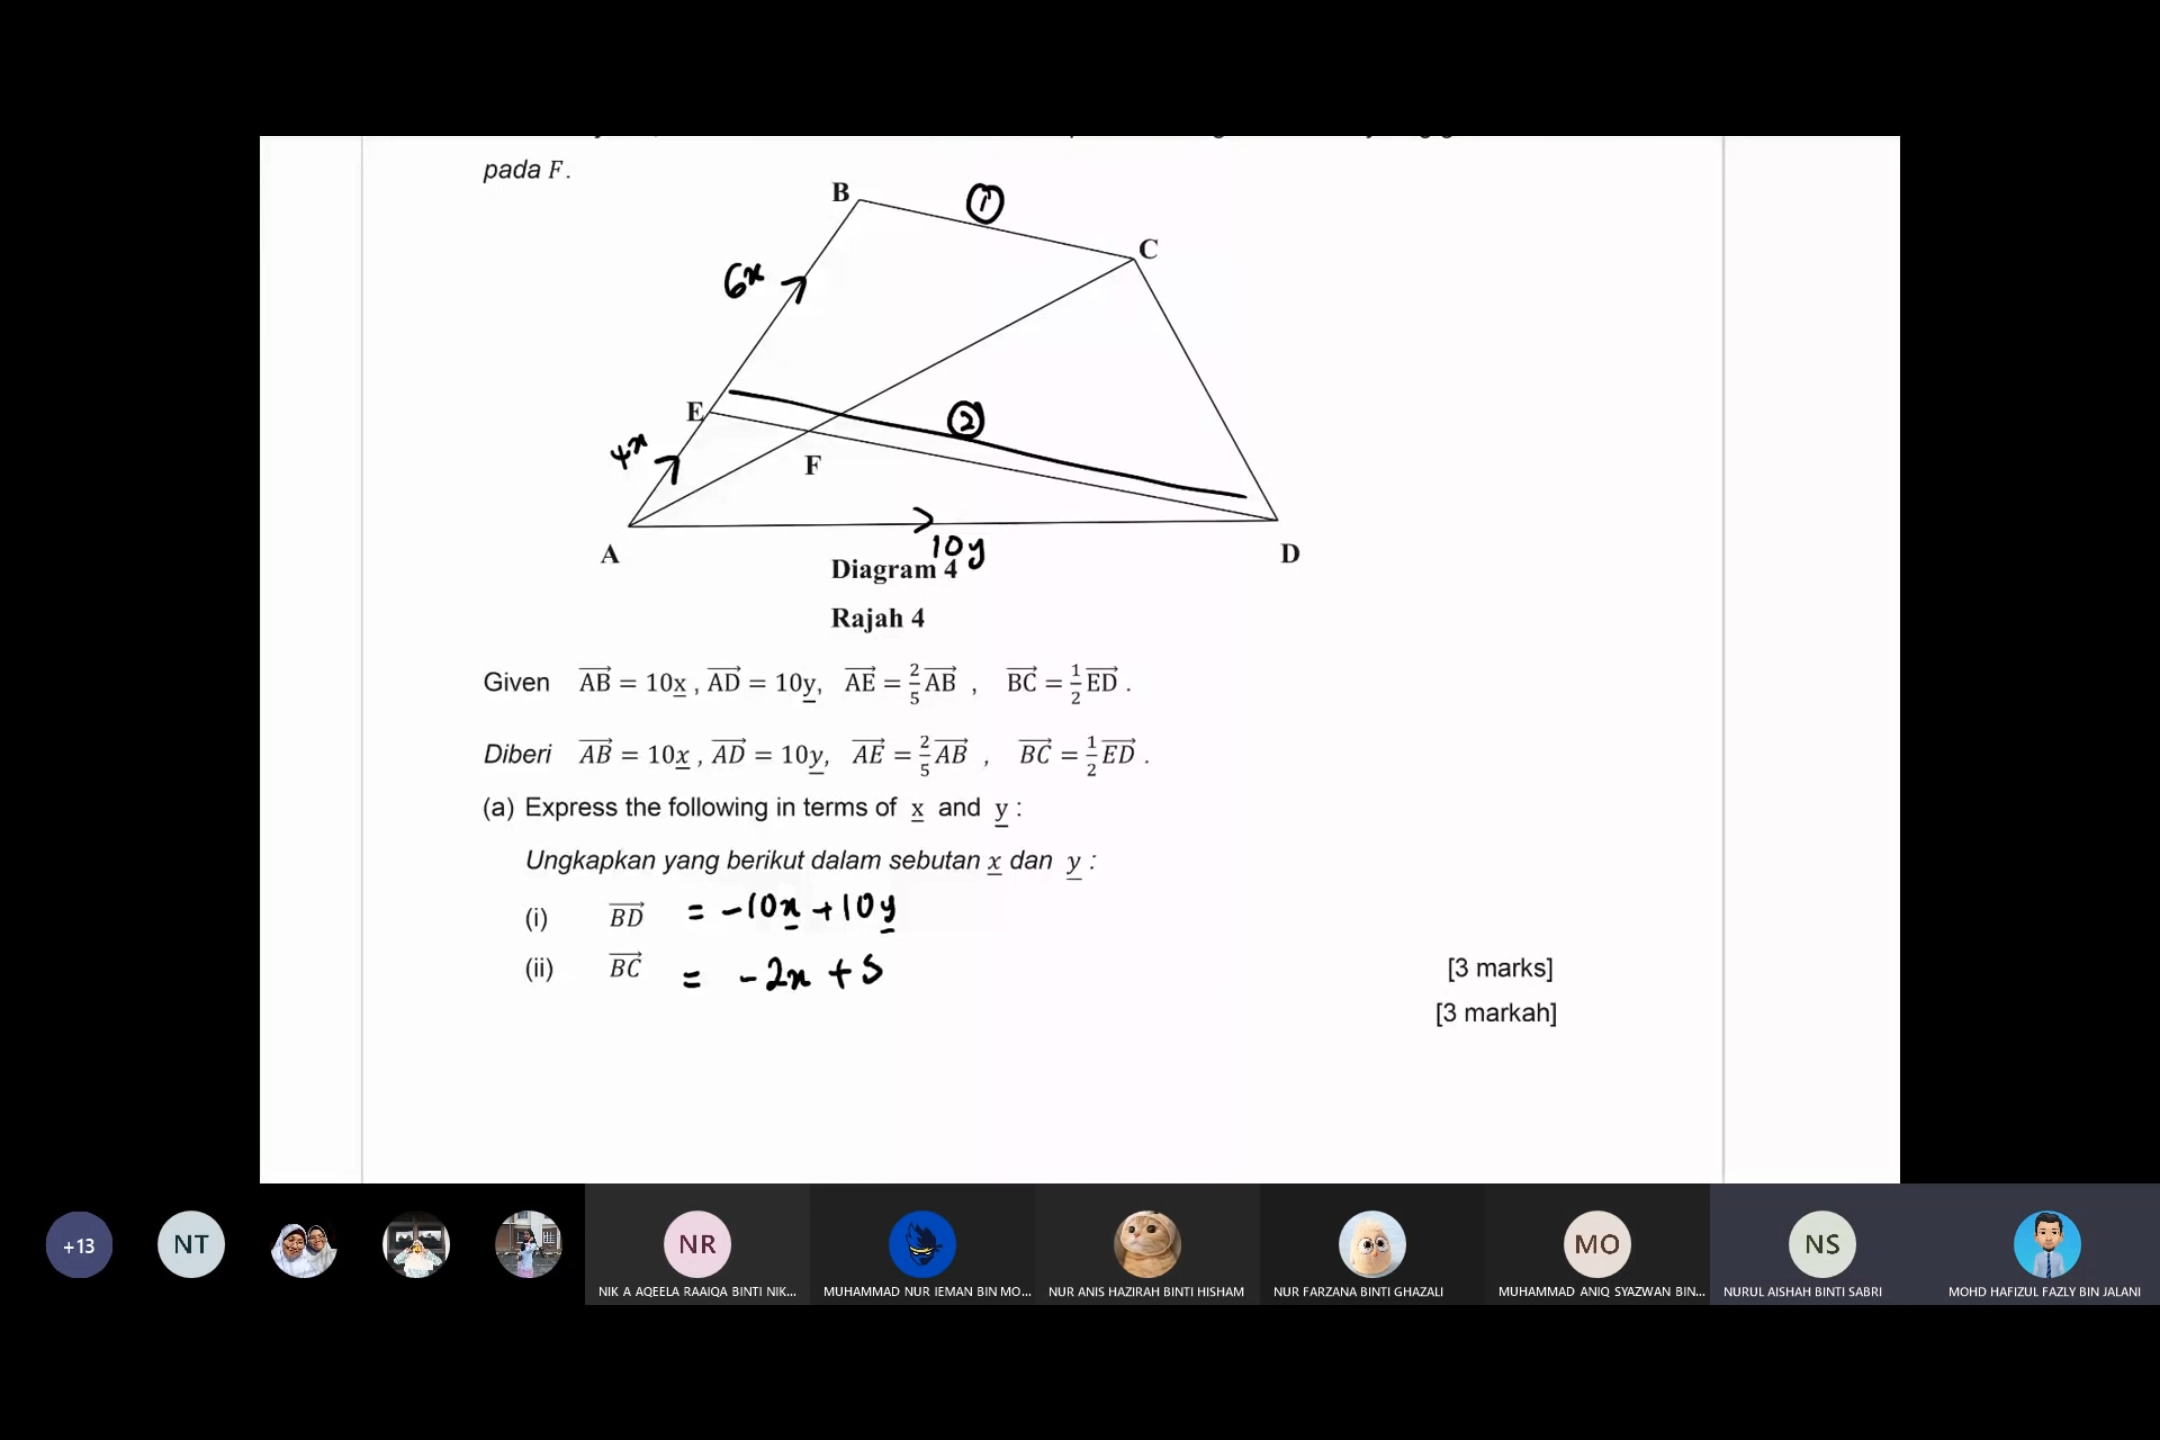 pada F.
B
①
C
6x
E
②
4x
F
A
10y
D
Diagram 4
Rajah 4
Given AB = 10x , AD = 10y, AE = 2/5 AB , BC = 1/2 ED .
Diberi AB = 10x , AD = 10y, AE = 2/5 AB , BC = 1/2 ED .
(a) Express the following in terms of x and y :
Ungkapkan yang berikut dalam sebutan x dan y :
(i) BD = -10x + 10y
(ii) BC = -2x + 5
[3 marks]
[3 markah]
+13
NT
NR
MO
NS
NIK A AQEELA RAAIQA BINTI NIK...
MUHAMMAD NUR IEMAN BIN MO...
NUR ANIS HAZIRAH BINTI HISHAM
NUR FARZANA BINTI GHAZALI
MUHAMMAD ANIQ SYAZWAN BIN...
NURUL AISHAH BINTI SABRI
MOHD HAFIZUL FAZLY BIN JALANI